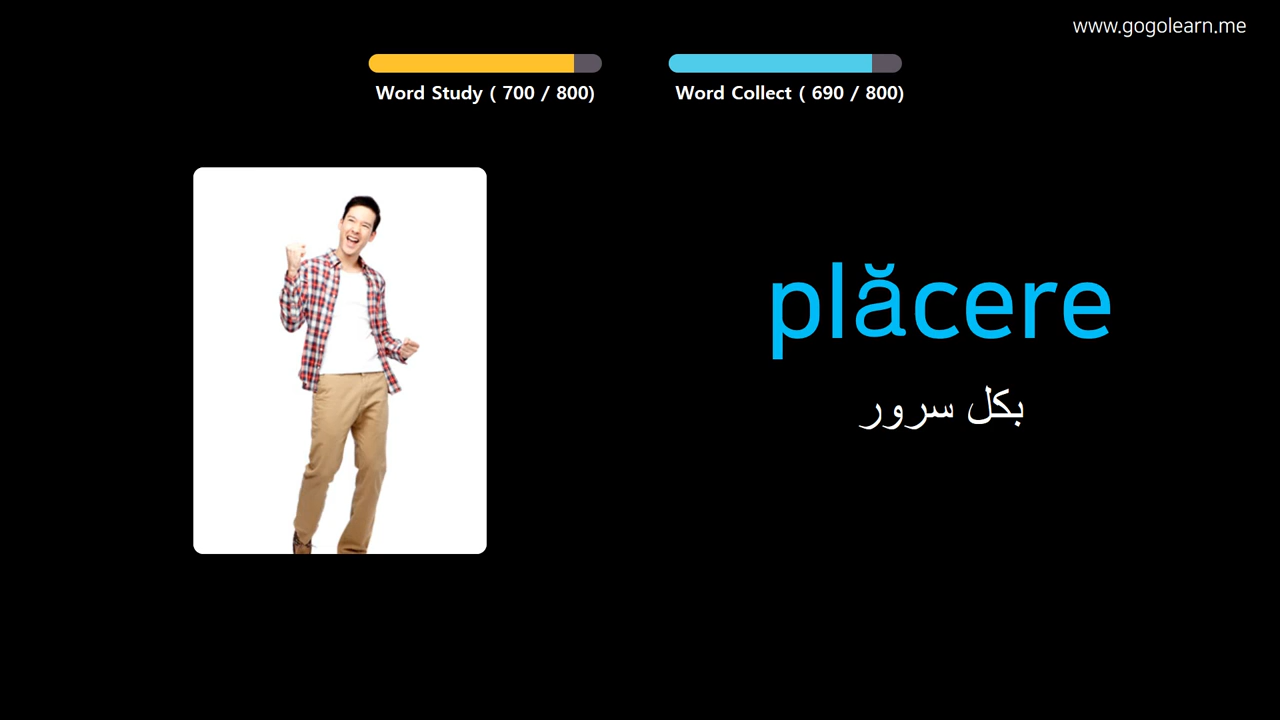 www.gogolearn.me
Word Study ( 700 / 800)
Word Collect ( 690 / 800)
plăcere
بكل سرور